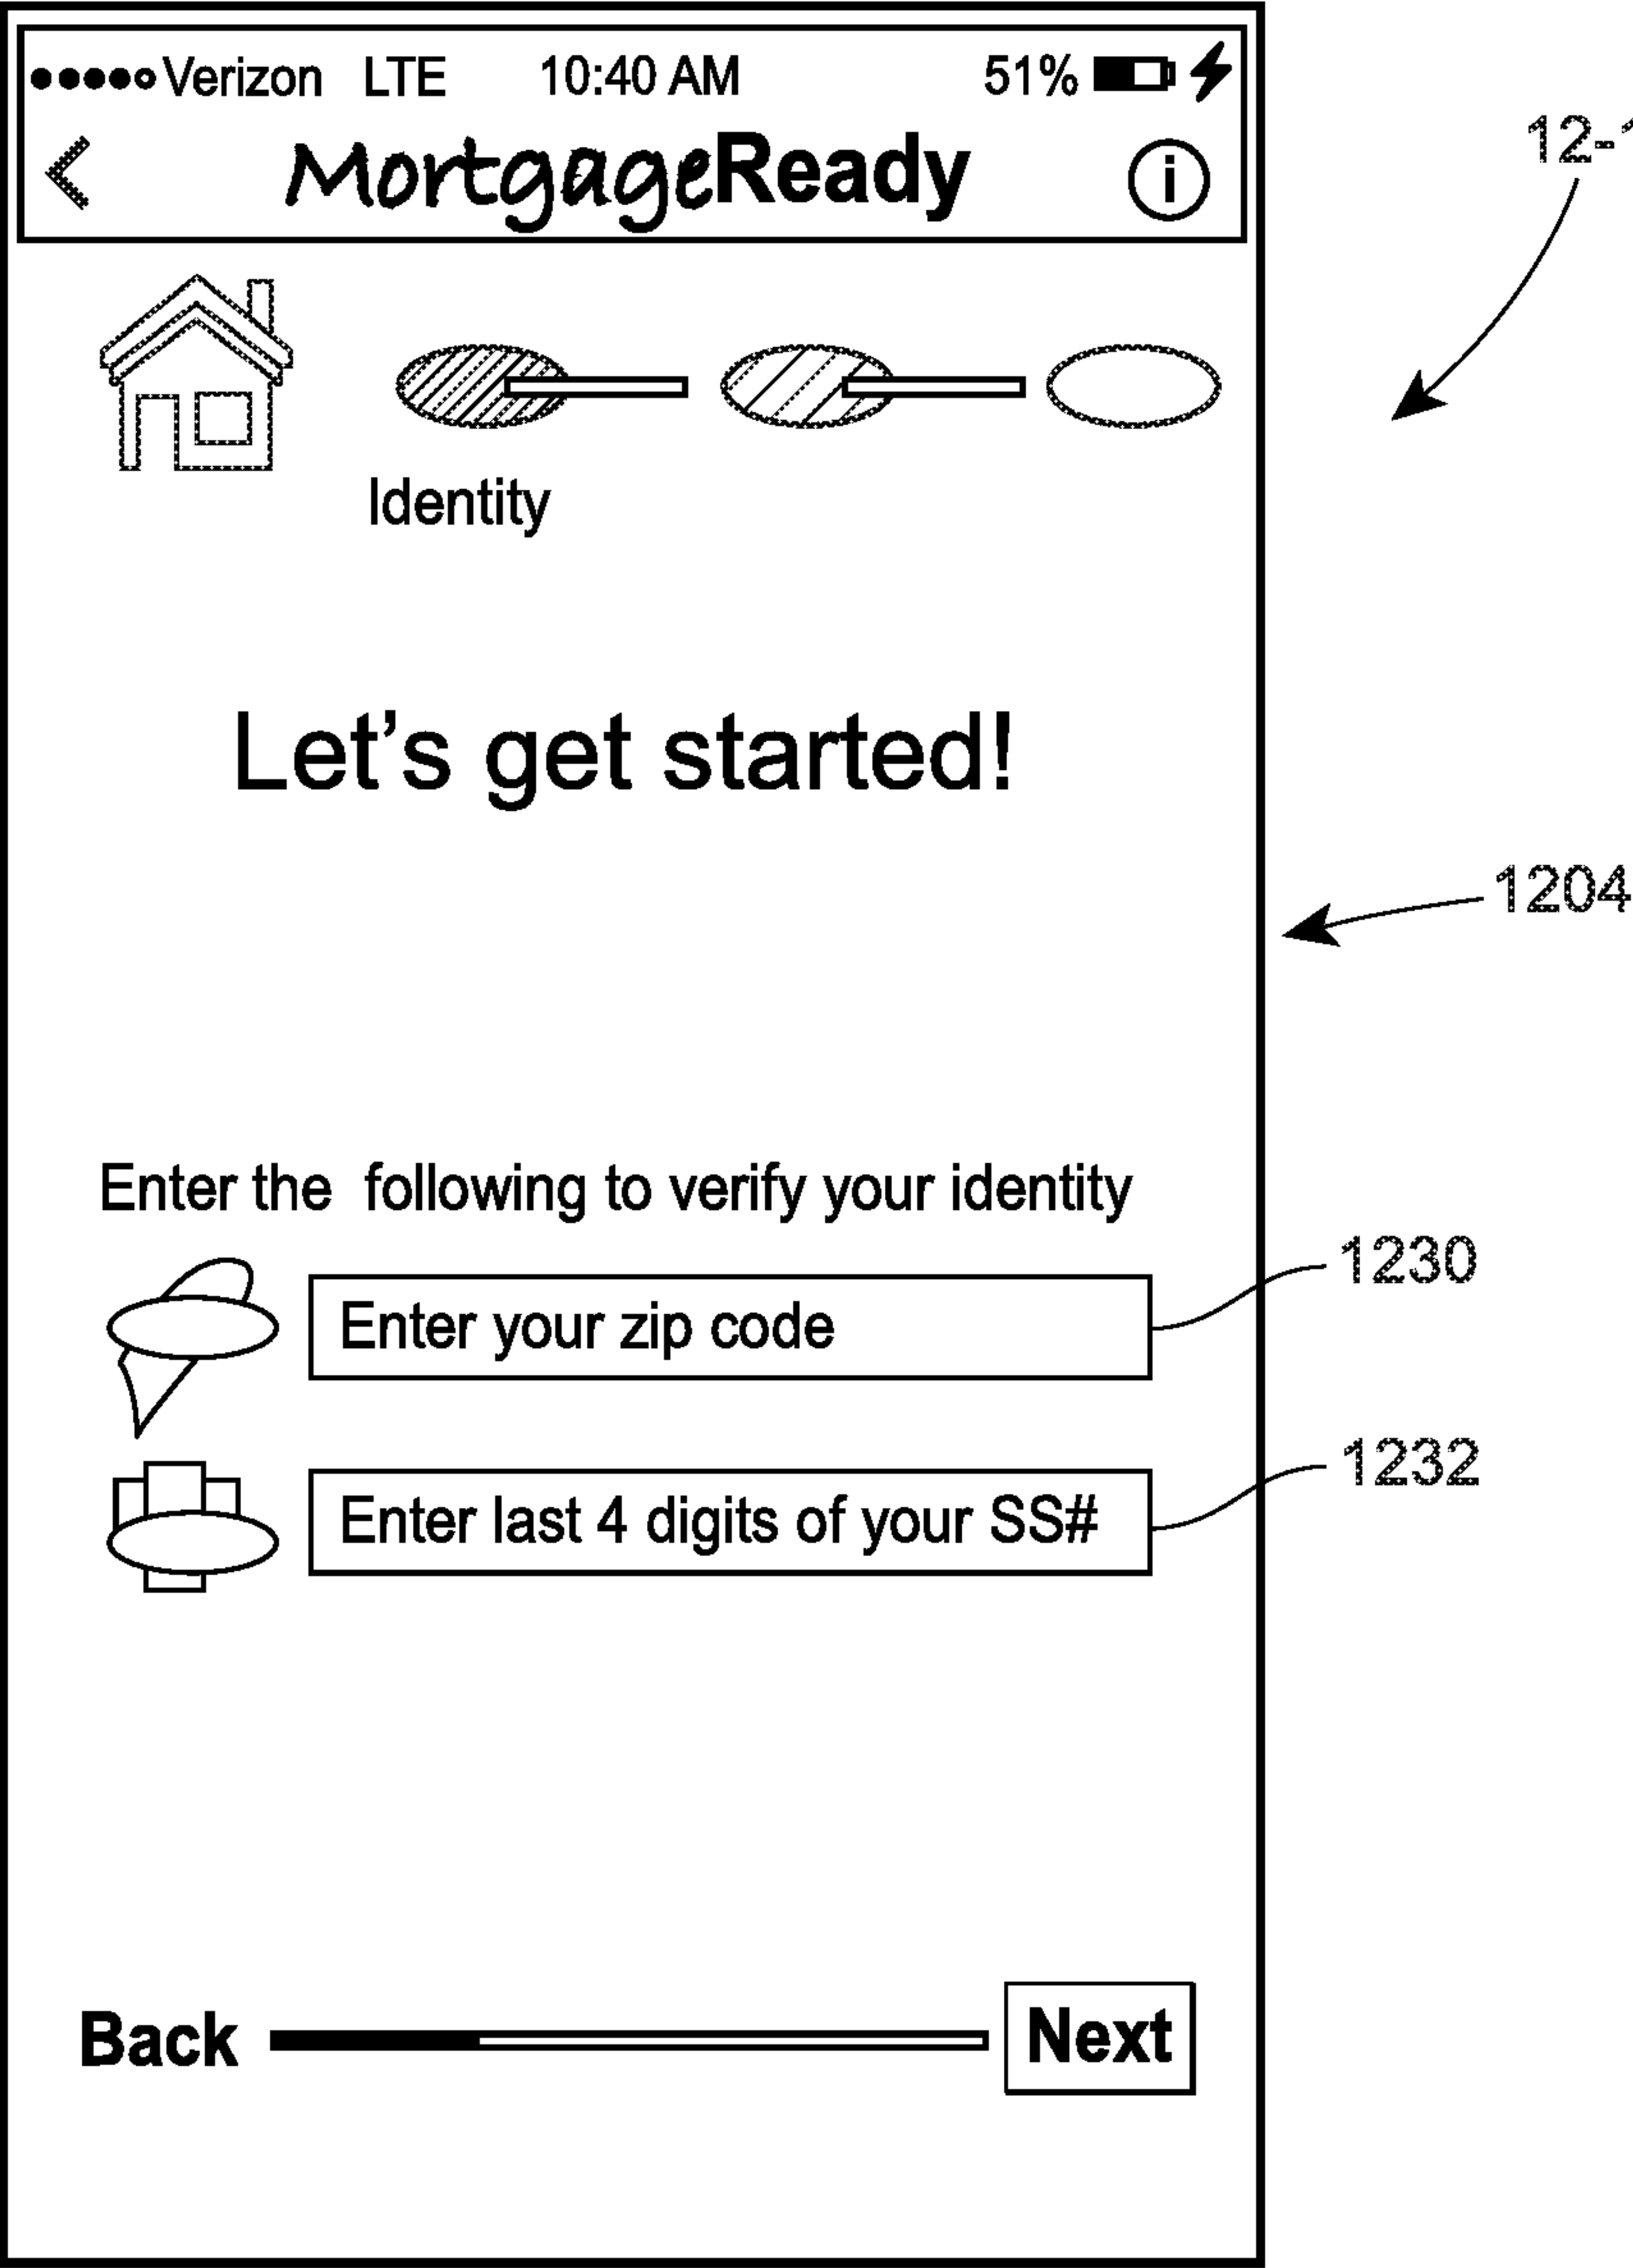 Verizon LTE 10:40 AM 51%
MortgageReady i
12-1
Identity
Let's get started!
1204
Enter the following to verify your identity
Enter your zip code
1230
Enter last 4 digits of your SS#
1232
Back Next